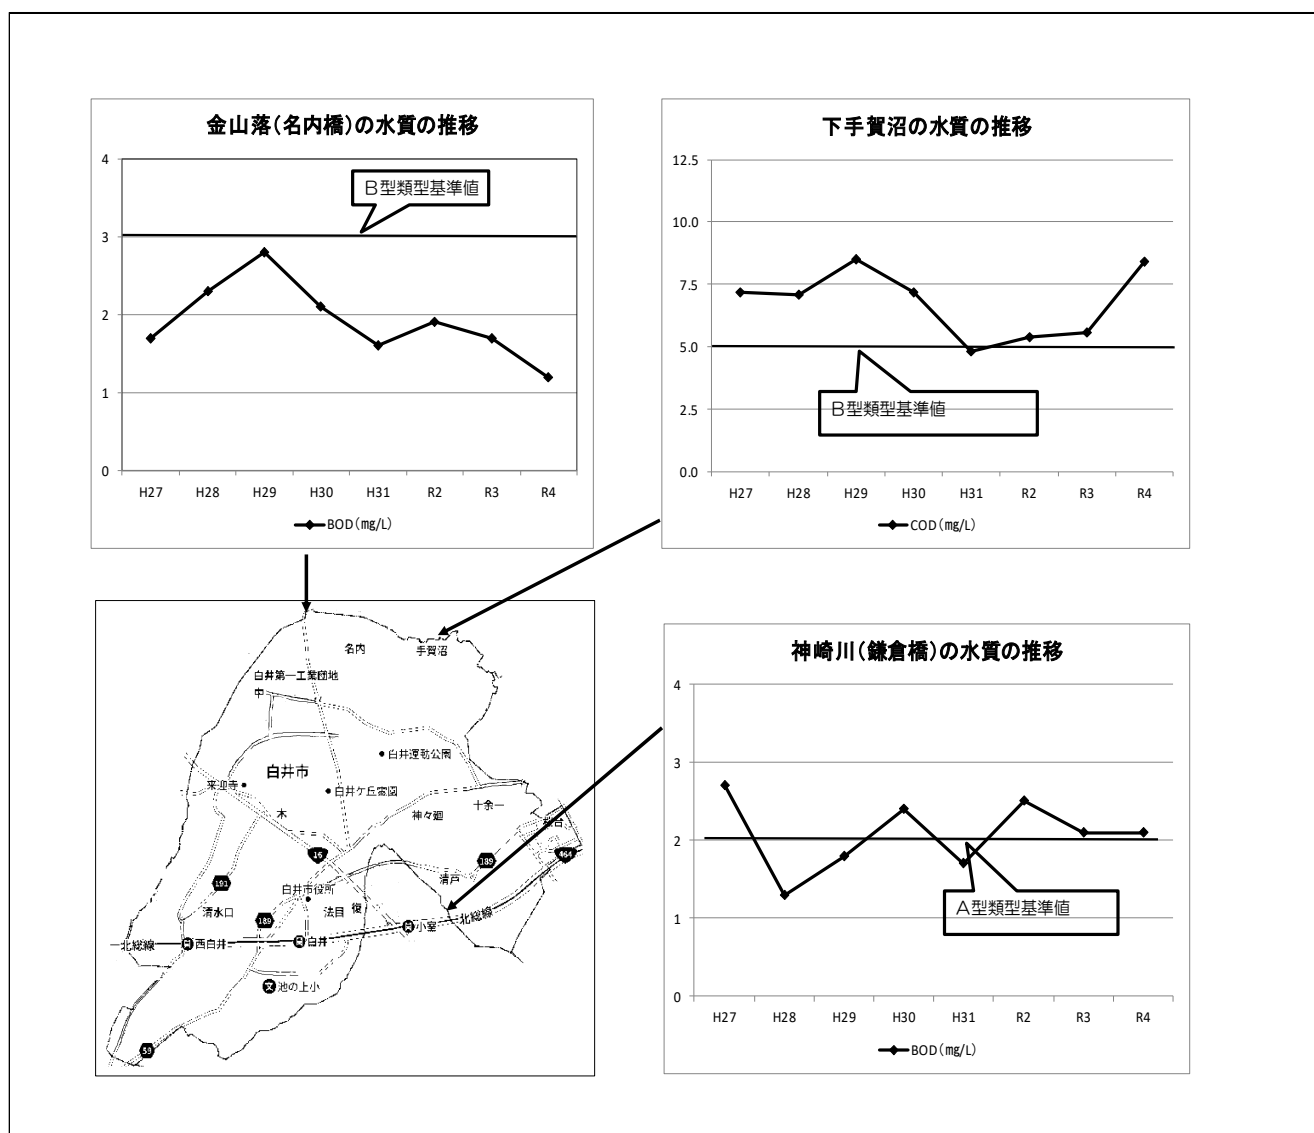 金山落(名内橋)の水質の推移
4
3
2
1
0
B型類型基準値
H27 H28 H29 H30 H31 R2 R3 R4
BOD(mg/L)
下手賀沼の水質の推移
12.5
10.0
7.5
5.0
2.5
0.0
B型類型基準値
H27 H28 H29 H30 H31 R2 R3 R4
COD(mg/L)
名内
手賀沼
白井第一工業団地
中
白井運動公園
白井市
来迎寺
白井ケ丘霊園
木
神々廻
十余一
桜台
16
189
464
清戸
191
白井市役所
清水口
189
法目
復
北総線
小室
北総線
西白井
白井
文
池の上小
59
神崎川(鎌倉橋)の水質の推移
4
3
2
1
0
A型類型基準値
H27 H28 H29 H30 H31 R2 R3 R4
BOD(mg/L)